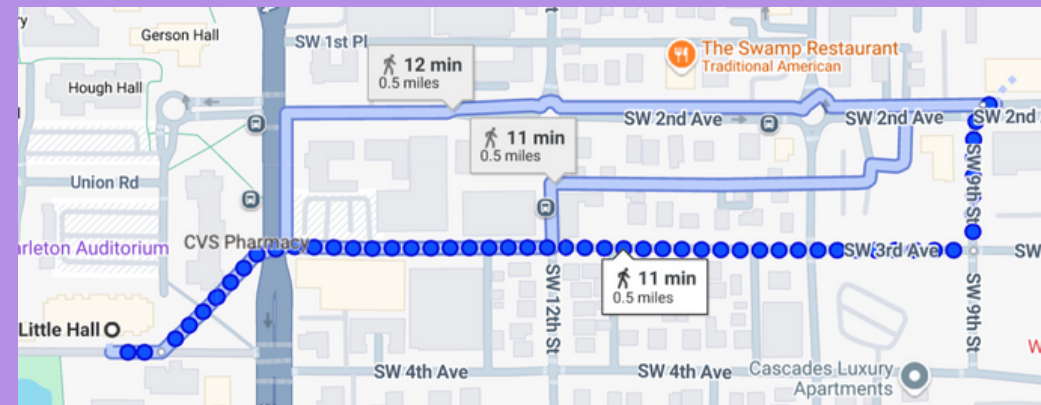 ry
Gerson Hall
SW 1st Pl
12 min
0.5 miles
The Swamp Restaurant
Traditional American
Hough Hall
11 min
0.5 miles
SW 2nd Ave
SW 2nd Ave
SW 2nd
Union Rd
SW 9th St
arleton Auditorium
CVS Pharmacy
SW 3rd Ave
SW
11 min
0.5 miles
SW 12th St
SW 9th St
Little Hall
W
SW 4th Ave
SW 4th Ave
Cascades Luxury
Apartments